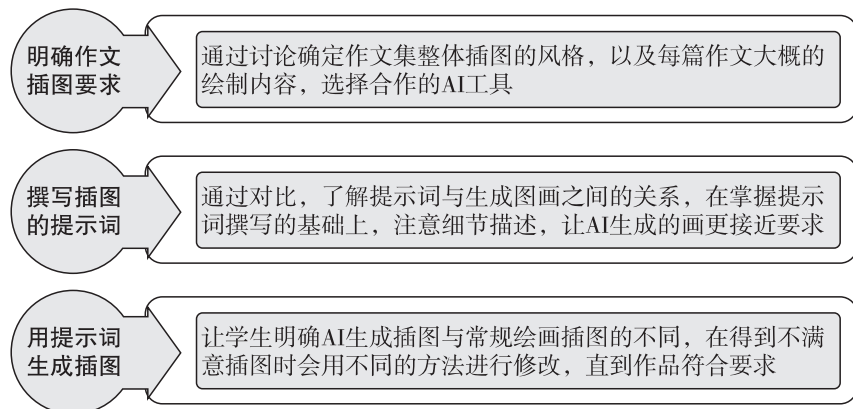 明确作文
插图要求
通过讨论确定作文集整体插图的风格，以及每篇作文大概的
绘制内容，选择合作的AI工具
撰写插图
的提示词
通过对比，了解提示词与生成图画之间的关系，在掌握提示
词撰写的基础上，注意细节描述，让AI生成的画更接近要求
用提示词
生成插图
让学生明确AI生成插图与常规绘画插图的不同，在得到不满
意插图时会用不同的方法进行修改，直到作品符合要求